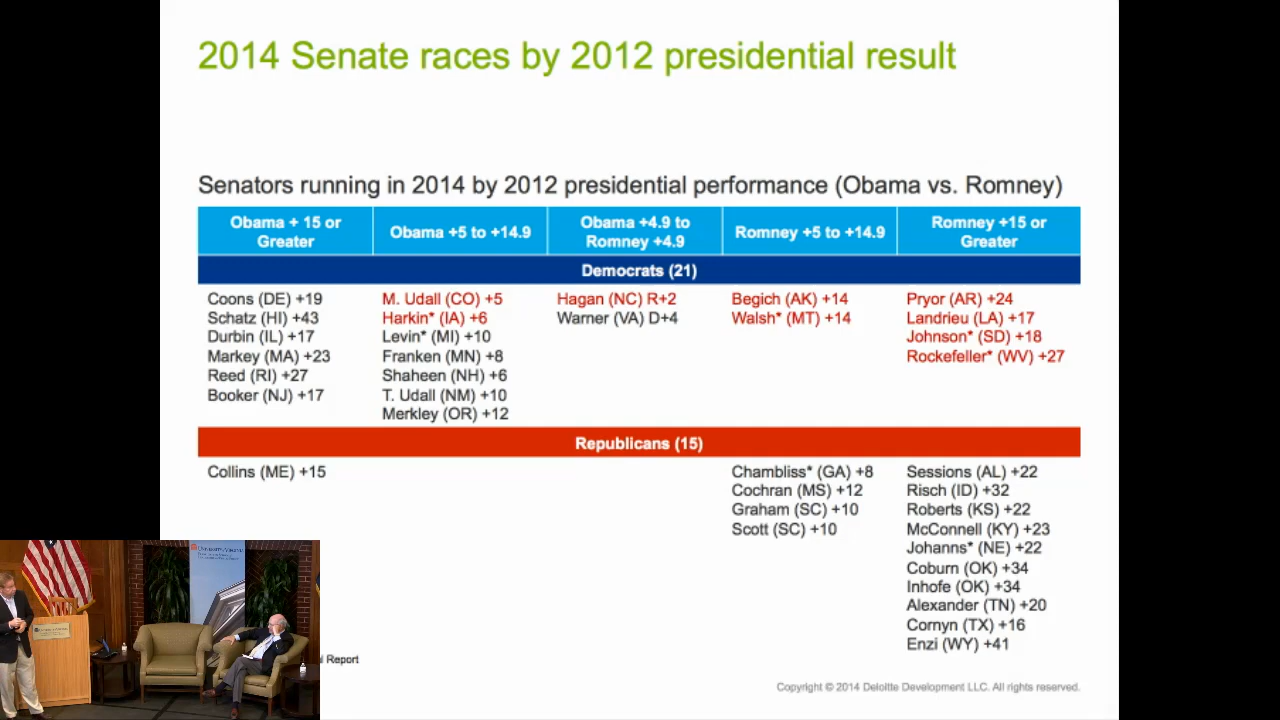 2014 Senate races by 2012 presidential result
Senators running in 2014 by 2012 presidential performance (Obama vs. Romney)
Obama + 15 or
Greater
Obama +5 to +14.9
Obama +4.9 to
Romney +4.9
Romney +5 to +14.9
Romney +15 or
Greater
Democrats (21)
Coons (DE) +19
Schatz (HI) +43
Durbin (IL) +17
Markey (MA) +23
Reed (RI) +27
Booker (NJ) +17
M. Udall (CO) +5
Harkin* (IA) +6
Levin* (MI) +10
Franken (MN) +8
Shaheen (NH) +6
T. Udall (NM) +10
Merkley (OR) +12
Hagan (NC) R+2
Warner (VA) D+4
Begich (AK) +14
Walsh* (MT) +14
Pryor (AR) +24
Landrieu (LA) +17
Johnson* (SD) +18
Rockefeller* (WV) +27
Republicans (15)
Collins (ME) +15
Chambliss* (GA) +8
Cochran (MS) +12
Graham (SC) +10
Scott (SC) +10
Sessions (AL) +22
Risch (ID) +32
Roberts (KS) +22
McConnell (KY) +23
Johanns* (NE) +22
Coburn (OK) +34
Inhofe (OK) +34
Alexander (TN) +20
Cornyn (TX) +16
Enzi (WY) +41
Report
Copyright © 2014 Deloitte Development LLC. All rights reserved.